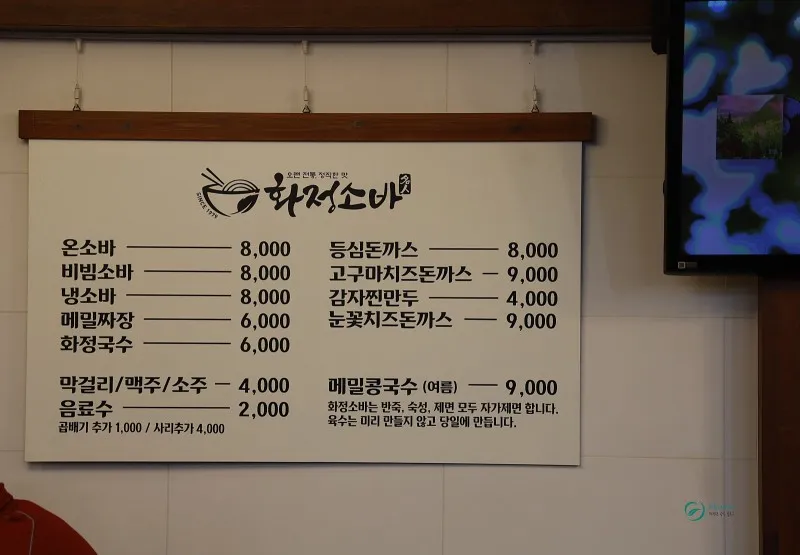 오랜 전통, 정직한 맛
화정소바
SINCE 1979
온소바 8,000
비빔소바 8,000
냉소바 8,000
메밀짜장 6,000
화정국수 6,000
막걸리/맥주/소주 4,000
음료수 2,000
곱배기 추가 1,000 / 사리추가 4,000
등심돈까스 8,000
고구마치즈돈까스 9,000
감자찐만두 4,000
눈꽃치즈돈까스 9,000
메밀콩국수 (여름) 9,000
화정소바는 반죽, 숙성, 제면 모두 자가제면 합니다.
육수는 미리 만들지 않고 당일에 만듭니다.